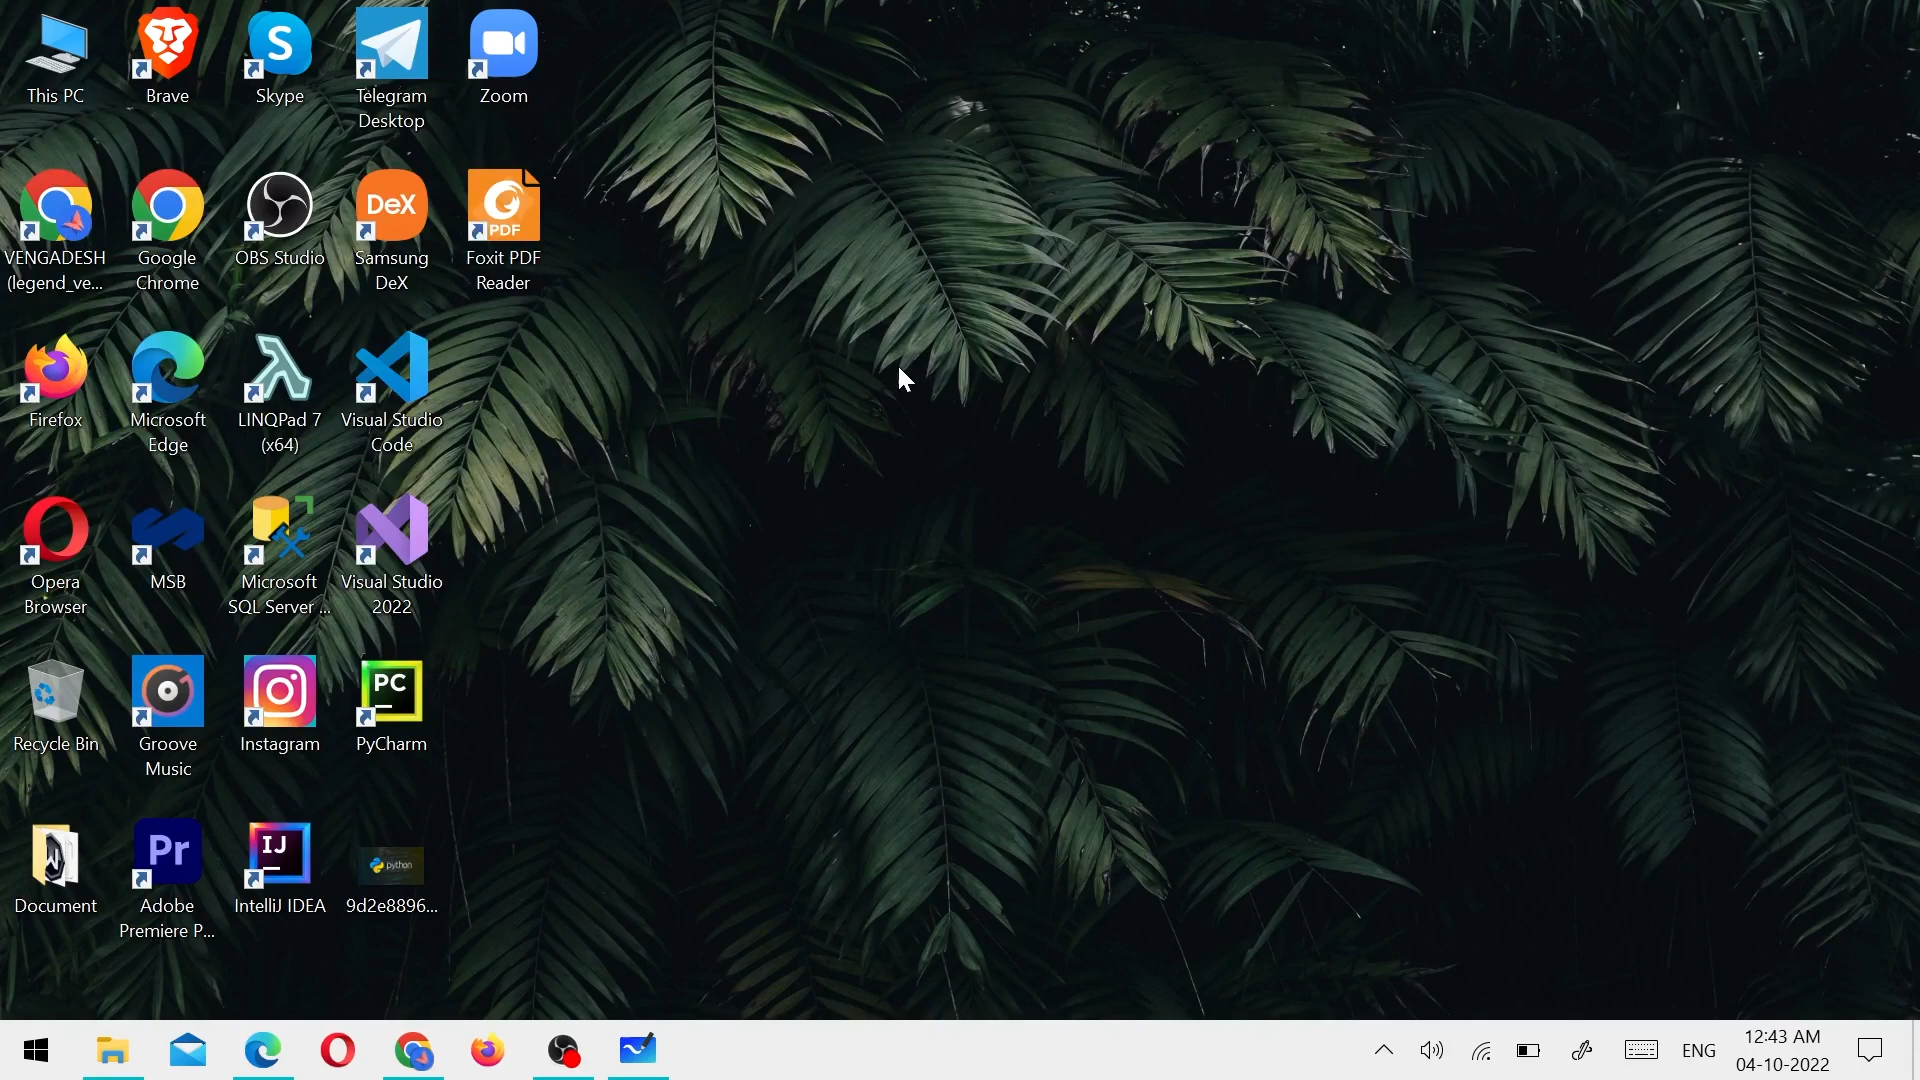 This PC
Brave
Skype
Telegram
Desktop
Zoom
VENGADESH
(legend_ve...
Google
Chrome
OBS Studio
DeX
Samsung
DeX
PDF
Foxit PDF
Reader
Firefox
Microsoft
Edge
LINQPad 7
(x64)
Visual Studio
Code
Opera
Browser
MSB
Microsoft
SQL Server ...
Visual Studio
2022
Recycle Bin
Groove
Music
Instagram
PC
PyCharm
Document
Pr
Adobe
Premiere P...
IJ
IntelliJ IDEA
python
9d2e8896...
ENG
12:43 AM
04-10-2022